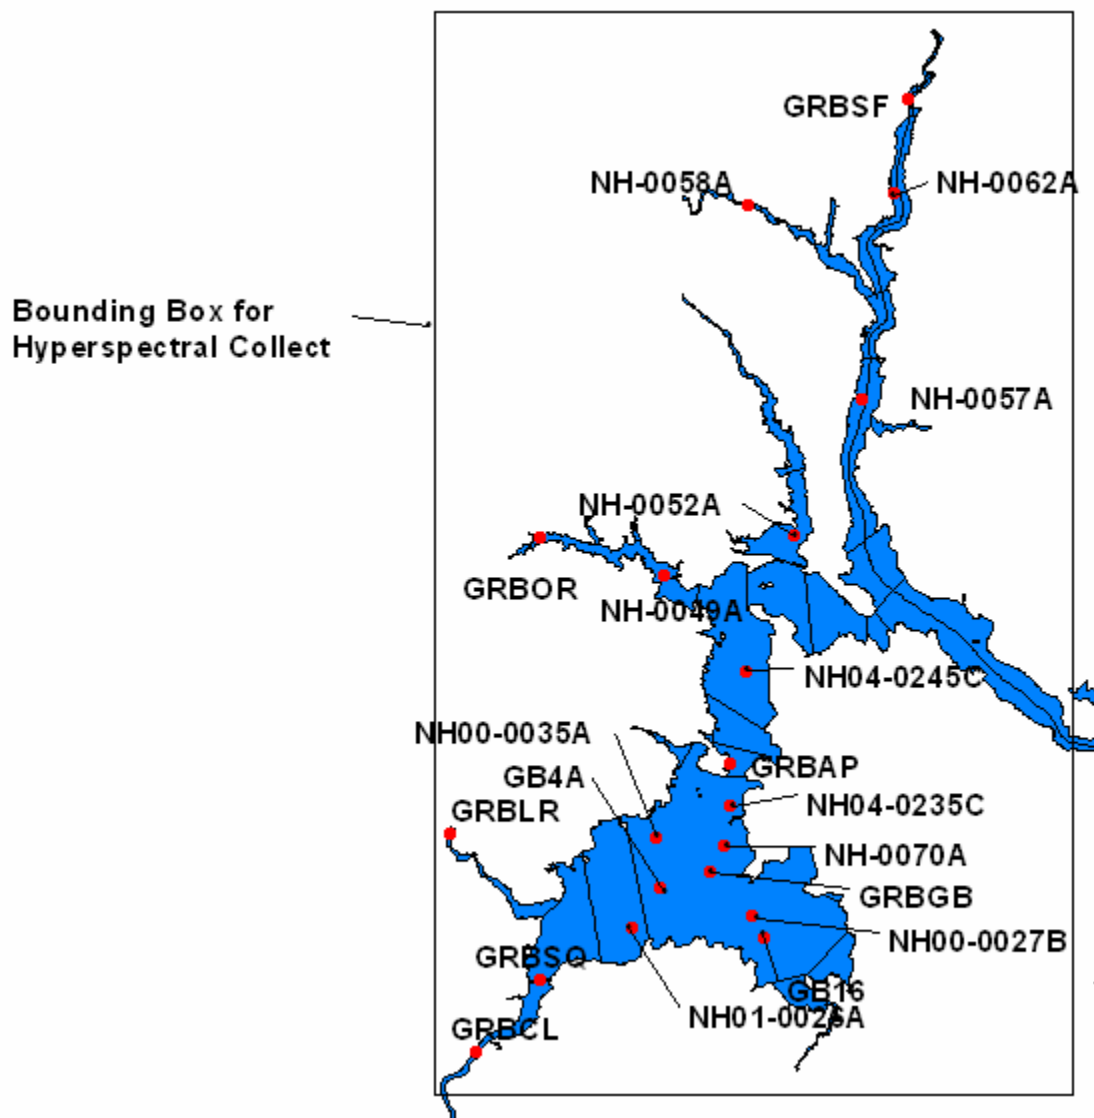 GRBSF
NH-0058A
NH-0062A
Bounding Box for
Hyperspectral Collect
NH-0057A
NH-0052A
GRBOR
NH-0049A
NH04-0245C
NH00-0035A
GRBAP
GB4A
NH04-0235C
GRBLR
NH-0070A
GRBGB
NH00-0027B
GRBSQ
GB16
NH01-0026A
GRBCL